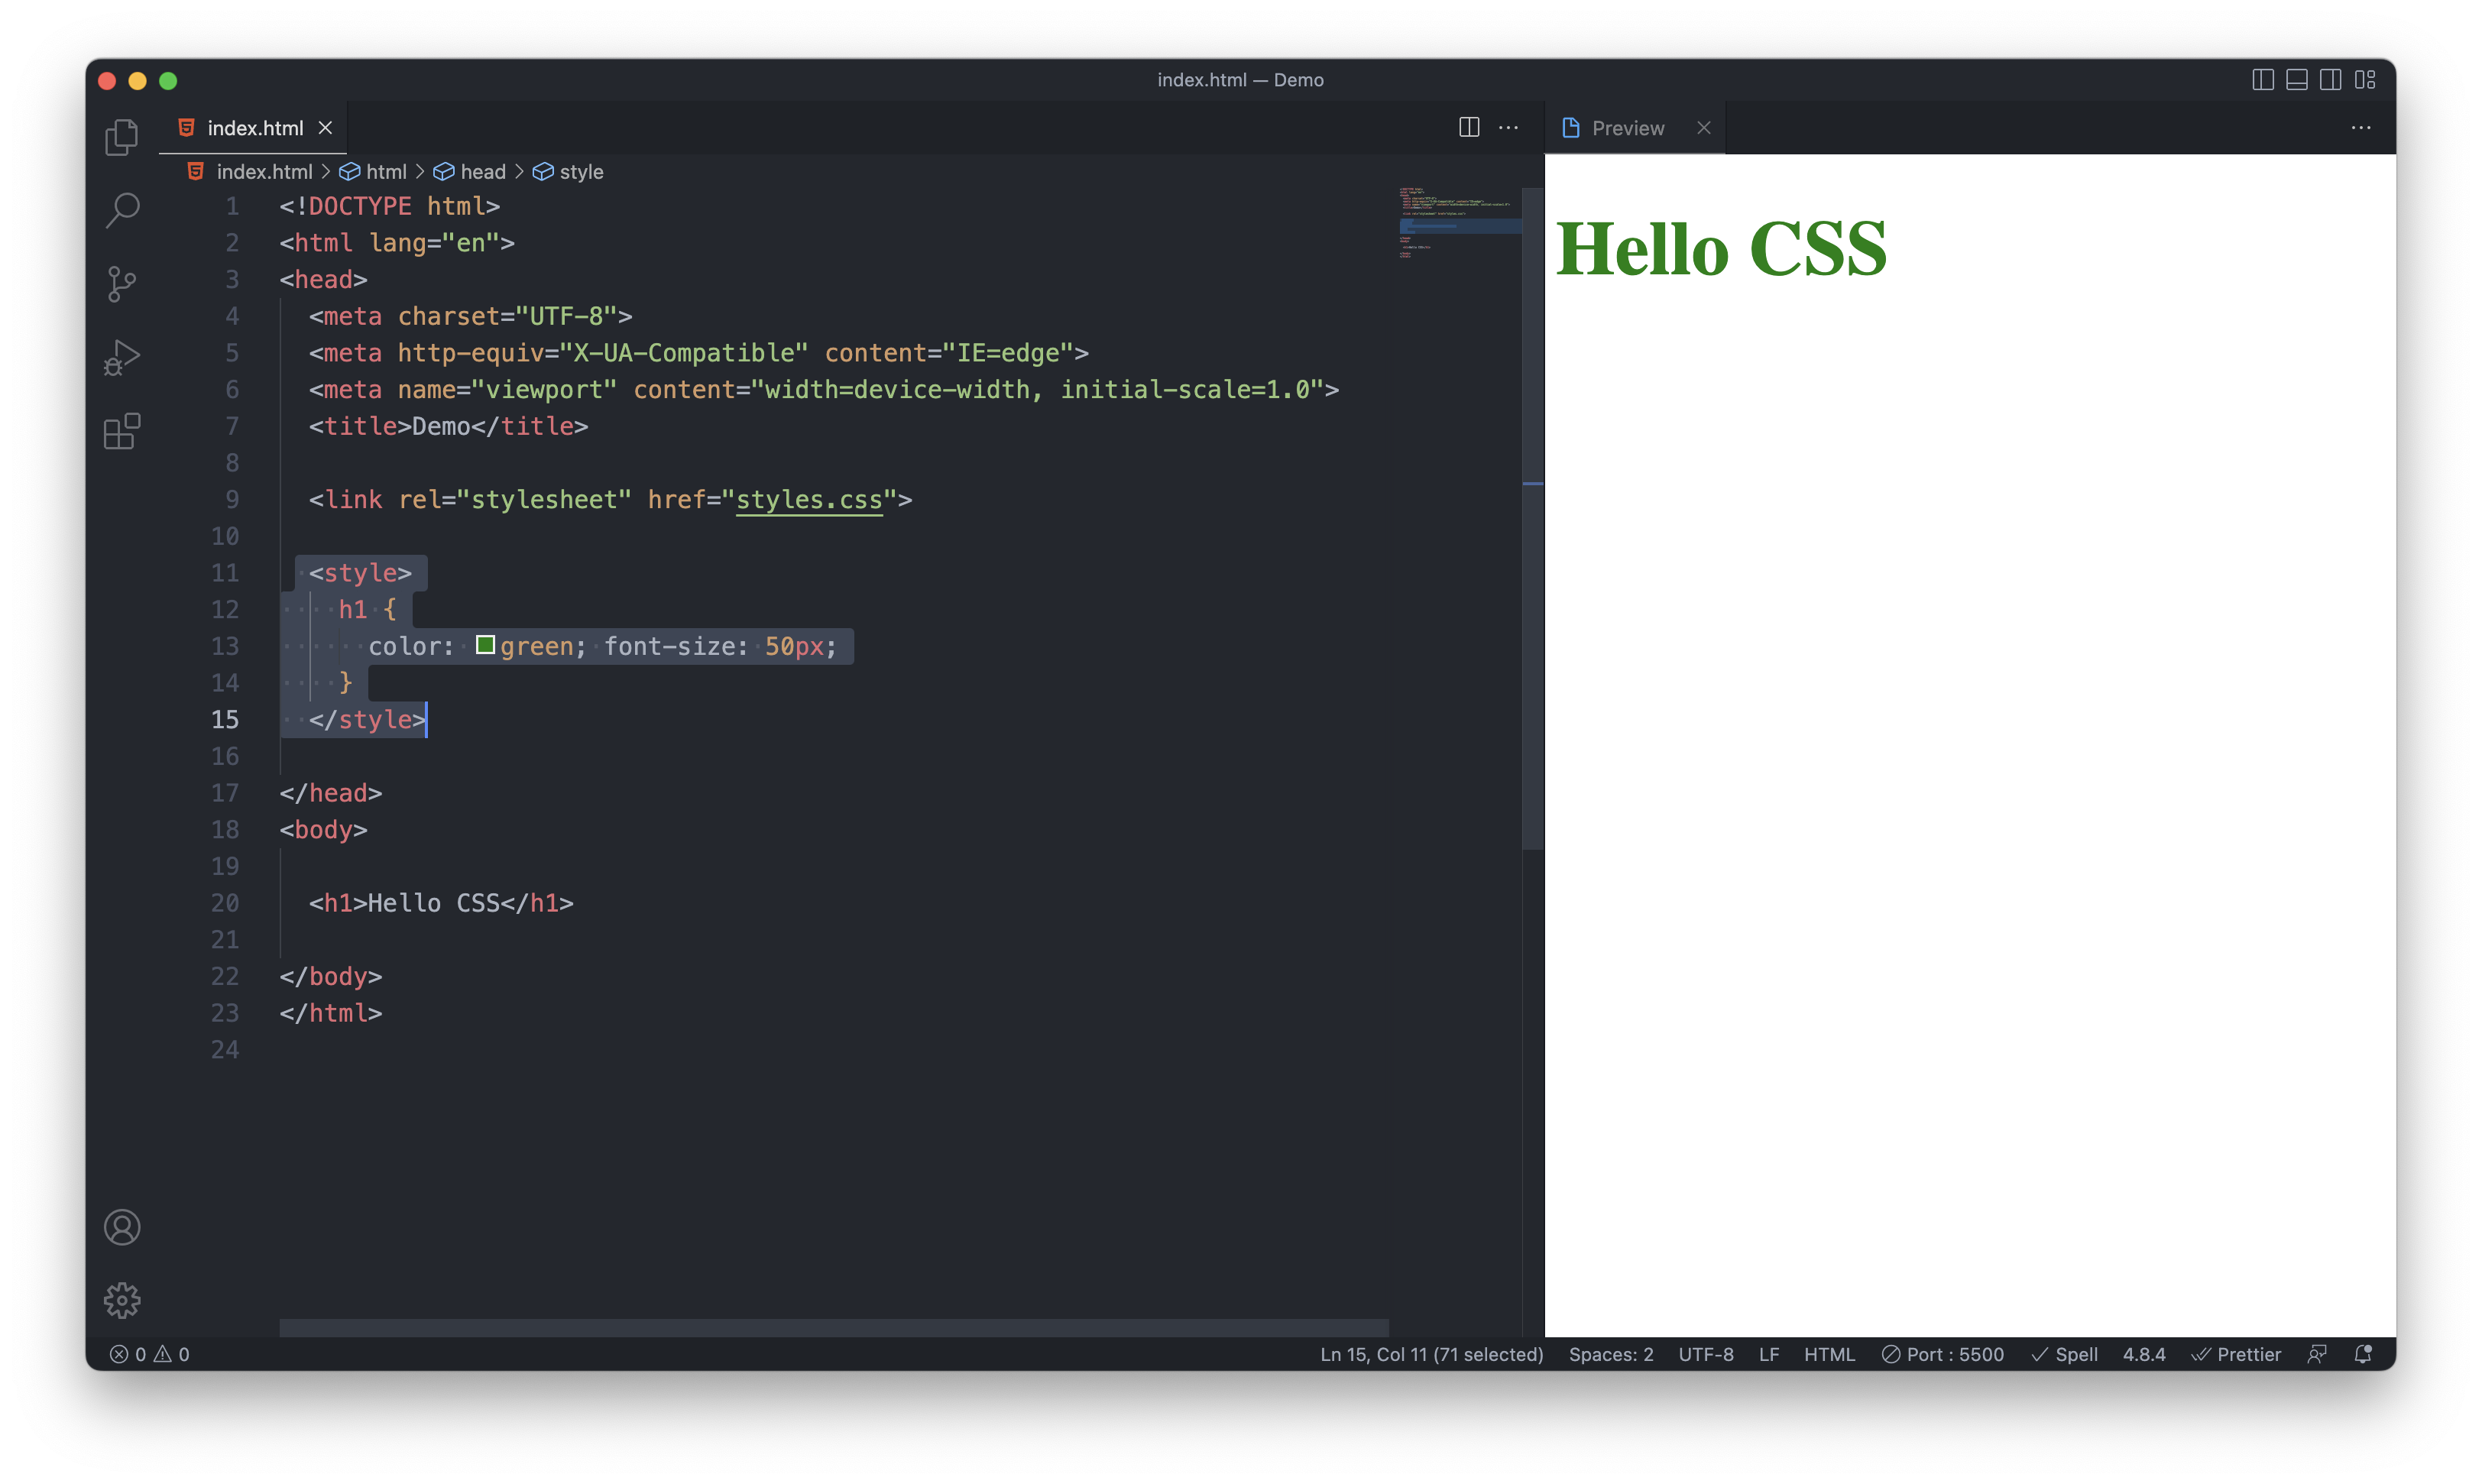 index.html — Demo
index.html
Preview
index.html > html > head > style
1 <!DOCTYPE html>
2 <html lang="en">
3 <head>
4 <meta charset="UTF-8">
5 <meta http-equiv="X-UA-Compatible" content="IE=edge">
6 <meta name="viewport" content="width=device-width, initial-scale=1.0">
7 <title>Demo</title>
8
9 <link rel="stylesheet" href="styles.css">
10
11 <style>
12 h1 {
13 color: green; font-size: 50px;
14 }
15 </style>
16
17 </head>
18 <body>
19
20 <h1>Hello CSS</h1>
21
22 </body>
23 </html>
24
Hello CSS
0 0 Ln 15, Col 11 (71 selected) Spaces: 2 UTF-8 LF HTML Port : 5500 Spell 4.8.4 Prettier